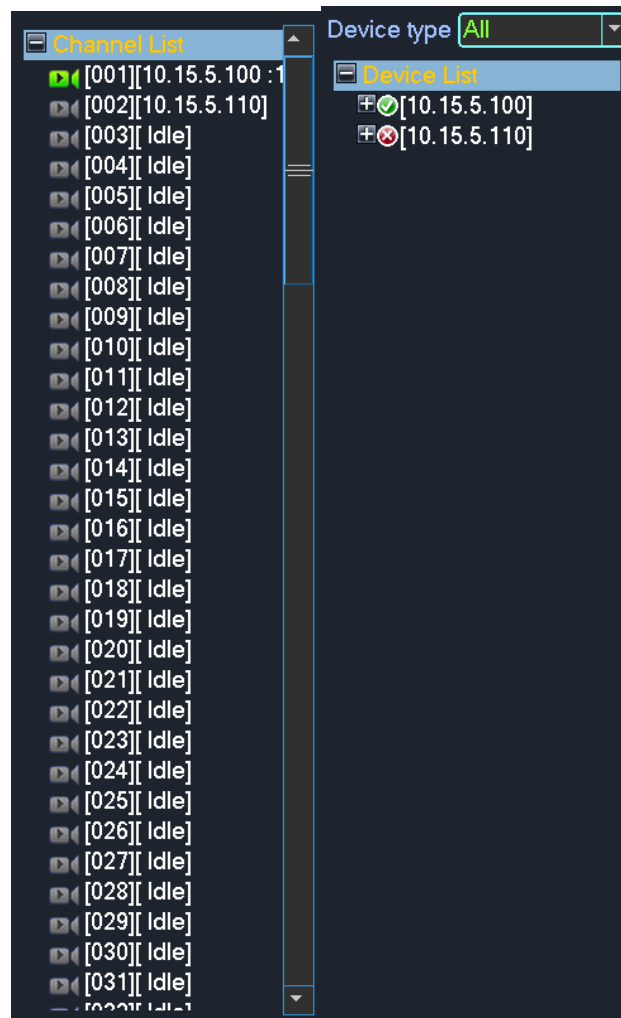 Channel List
[001][10.15.5.100 :1
[002][10.15.5.110]
[003][ Idle]
[004][ Idle]
[005][ Idle]
[006][ Idle]
[007][ Idle]
[008][ Idle]
[009][ Idle]
[010][ Idle]
[011][ Idle]
[012][ Idle]
[013][ Idle]
[014][ Idle]
[015][ Idle]
[016][ Idle]
[017][ Idle]
[018][ Idle]
[019][ Idle]
[020][ Idle]
[021][ Idle]
[022][ Idle]
[023][ Idle]
[024][ Idle]
[025][ Idle]
[026][ Idle]
[027][ Idle]
[028][ Idle]
[029][ Idle]
[030][ Idle]
[031][ Idle]
[032][ Idle]
Device type All
Device List
[10.15.5.100]
[10.15.5.110]